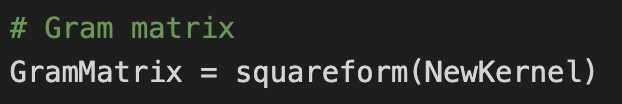 # Gram matrix
GramMatrix = squareform(NewKernel)